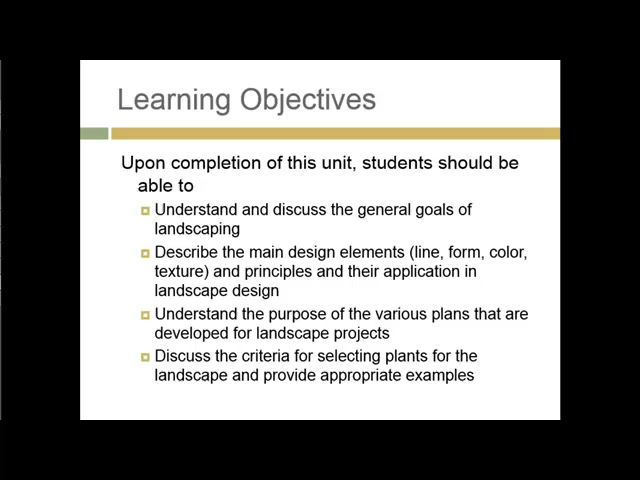 Learning Objectives
Upon completion of this unit, students should be
able to
Understand and discuss the general goals of
landscaping
Describe the main design elements (line, form, color,
texture) and principles and their application in
landscape design
Understand the purpose of the various plans that are
developed for landscape projects
Discuss the criteria for selecting plants for the
landscape and provide appropriate examples